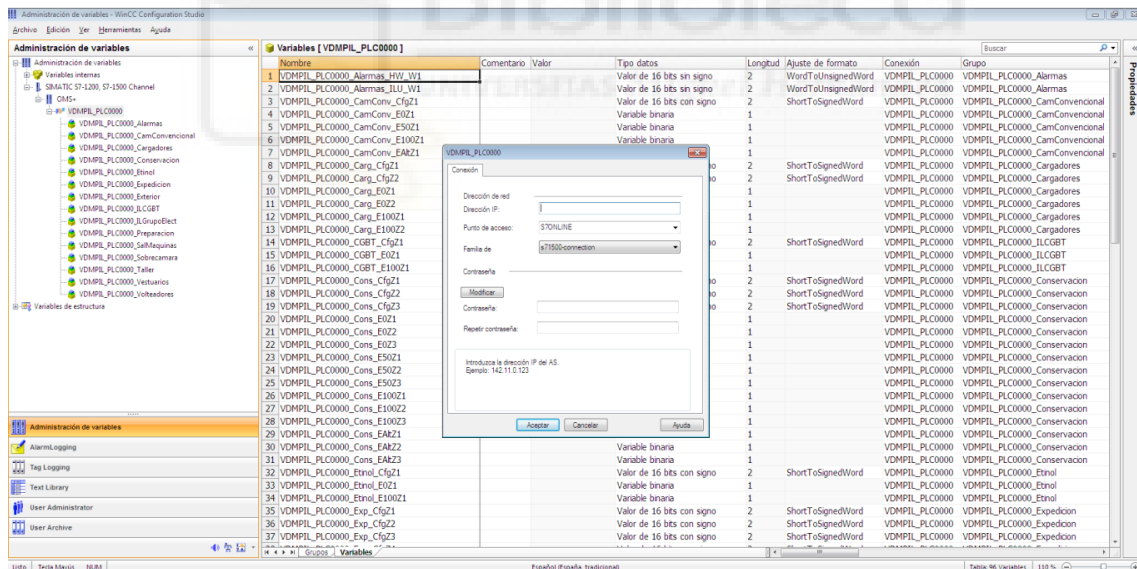 Biblioteca
UNIVERSITAS
Administración de variables - WinCC Configuration Studio
Archivo Edición Ver Herramientas Ayuda
Administración de variables «
Administración de variables
Variables internas
SIMATIC S7-1200, S7-1500 Channel
OMS+
VDMPIL_PLC0000
VDMPIL_PLC0000_Alarmas
VDMPIL_PLC0000_CamConvencional
VDMPIL_PLC0000_Cargadores
VDMPIL_PLC0000_Conservacion
VDMPIL_PLC0000_Etinol
VDMPIL_PLC0000_Expedicion
VDMPIL_PLC0000_Exterior
VDMPIL_PLC0000_ILCGBT
VDMPIL_PLC0000_ILGrupoElect
VDMPIL_PLC0000_Preparacion
VDMPIL_PLC0000_SalMaquinas
VDMPIL_PLC0000_Sobrecamara
VDMPIL_PLC0000_Taller
VDMPIL_PLC0000_Vestuarios
VDMPIL_PLC0000_Volteadores
Variables de estructura
Administración de variables
AlarmLogging
Tag Logging
Text Library
User Administrator
User Archive
Variables [ VDMPIL_PLC0000 ] Buscar
Propiedades
Nombre Comentario Valor Tipo datos Longitud Ajuste de formato Conexión Grupo
1 VDMPIL_PLC0000_Alarmas_HW_W1 Valor de 16 bits sin signo 2 WordToUnsignedWord VDMPIL_PLC0000 VDMPIL_PLC0000_Alarmas
2 VDMPIL_PLC0000_Alarmas_ILU_W1 Valor de 16 bits sin signo 2 WordToUnsignedWord VDMPIL_PLC0000 VDMPIL_PLC0000_Alarmas
3 VDMPIL_PLC0000_CamConv_CfgZ1 Valor de 16 bits con signo 2 ShortToSignedWord VDMPIL_PLC0000 VDMPIL_PLC0000_CamConvencional
4 VDMPIL_PLC0000_CamConv_E0Z1 Variable binaria 1 VDMPIL_PLC0000 VDMPIL_PLC0000_CamConvencional
5 VDMPIL_PLC0000_CamConv_E50Z1 Variable binaria 1 VDMPIL_PLC0000 VDMPIL_PLC0000_CamConvencional
6 VDMPIL_PLC0000_CamConv_E100Z1 Variable binaria 1 VDMPIL_PLC0000 VDMPIL_PLC0000_CamConvencional
7 VDMPIL_PLC0000_CamConv_EAltZ1 1 VDMPIL_PLC0000 VDMPIL_PLC0000_CamConvencional
8 VDMPIL_PLC0000_Carg_CfgZ1 no 2 ShortToSignedWord VDMPIL_PLC0000 VDMPIL_PLC0000_Cargadores
9 VDMPIL_PLC0000_Carg_CfgZ2 no 2 ShortToSignedWord VDMPIL_PLC0000 VDMPIL_PLC0000_Cargadores
10 VDMPIL_PLC0000_Carg_E0Z1 1 VDMPIL_PLC0000 VDMPIL_PLC0000_Cargadores
11 VDMPIL_PLC0000_Carg_E0Z2 1 VDMPIL_PLC0000 VDMPIL_PLC0000_Cargadores
12 VDMPIL_PLC0000_Carg_E100Z1 1 VDMPIL_PLC0000 VDMPIL_PLC0000_Cargadores
13 VDMPIL_PLC0000_Carg_E100Z2 1 VDMPIL_PLC0000 VDMPIL_PLC0000_Cargadores
14 VDMPIL_PLC0000_CGBT_CfgZ1 no 2 ShortToSignedWord VDMPIL_PLC0000 VDMPIL_PLC0000_ILCGBT
15 VDMPIL_PLC0000_CGBT_E0Z1 1 VDMPIL_PLC0000 VDMPIL_PLC0000_ILCGBT
16 VDMPIL_PLC0000_CGBT_E100Z1 1 VDMPIL_PLC0000 VDMPIL_PLC0000_ILCGBT
17 VDMPIL_PLC0000_Cons_CfgZ1 no 2 ShortToSignedWord VDMPIL_PLC0000 VDMPIL_PLC0000_Conservacion
18 VDMPIL_PLC0000_Cons_CfgZ2 no 2 ShortToSignedWord VDMPIL_PLC0000 VDMPIL_PLC0000_Conservacion
19 VDMPIL_PLC0000_Cons_CfgZ3 no 2 ShortToSignedWord VDMPIL_PLC0000 VDMPIL_PLC0000_Conservacion
20 VDMPIL_PLC0000_Cons_E0Z1 1 VDMPIL_PLC0000 VDMPIL_PLC0000_Conservacion
21 VDMPIL_PLC0000_Cons_E0Z2 1 VDMPIL_PLC0000 VDMPIL_PLC0000_Conservacion
22 VDMPIL_PLC0000_Cons_E0Z3 1 VDMPIL_PLC0000 VDMPIL_PLC0000_Conservacion
23 VDMPIL_PLC0000_Cons_E50Z1 1 VDMPIL_PLC0000 VDMPIL_PLC0000_Conservacion
24 VDMPIL_PLC0000_Cons_E50Z2 1 VDMPIL_PLC0000 VDMPIL_PLC0000_Conservacion
25 VDMPIL_PLC0000_Cons_E50Z3 1 VDMPIL_PLC0000 VDMPIL_PLC0000_Conservacion
26 VDMPIL_PLC0000_Cons_E100Z1 1 VDMPIL_PLC0000 VDMPIL_PLC0000_Conservacion
27 VDMPIL_PLC0000_Cons_E100Z2 1 VDMPIL_PLC0000 VDMPIL_PLC0000_Conservacion
28 VDMPIL_PLC0000_Cons_E100Z3 1 VDMPIL_PLC0000 VDMPIL_PLC0000_Conservacion
29 VDMPIL_PLC0000_Cons_EAltZ1 1 VDMPIL_PLC0000 VDMPIL_PLC0000_Conservacion
30 VDMPIL_PLC0000_Cons_EAltZ2 Variable binaria 1 VDMPIL_PLC0000 VDMPIL_PLC0000_Conservacion
31 VDMPIL_PLC0000_Cons_EAltZ3 Variable binaria 1 VDMPIL_PLC0000 VDMPIL_PLC0000_Conservacion
32 VDMPIL_PLC0000_Etinol_CfgZ1 Valor de 16 bits con signo 2 ShortToSignedWord VDMPIL_PLC0000 VDMPIL_PLC0000_Etinol
33 VDMPIL_PLC0000_Etinol_E0Z1 Variable binaria 1 VDMPIL_PLC0000 VDMPIL_PLC0000_Etinol
34 VDMPIL_PLC0000_Etinol_E100Z1 Variable binaria 1 VDMPIL_PLC0000 VDMPIL_PLC0000_Etinol
35 VDMPIL_PLC0000_Exp_CfgZ1 Valor de 16 bits con signo 2 ShortToSignedWord VDMPIL_PLC0000 VDMPIL_PLC0000_Expedicion
36 VDMPIL_PLC0000_Exp_CfgZ2 Valor de 16 bits con signo 2 ShortToSignedWord VDMPIL_PLC0000 VDMPIL_PLC0000_Expedicion
37 VDMPIL_PLC0000_Exp_CfgZ3 Valor de 16 bits con signo 2 ShortToSignedWord VDMPIL_PLC0000 VDMPIL_PLC0000_Expedicion
VDMPIL_PLC0000
Conexión
Dirección de red
Dirección IP:
Punto de acceso: S7ONLINE
Familia de s71500-connection
Contraseña
Modificar
Contraseña:
Repetir contraseña:
Introduzca la dirección IP del AS.
Ejemplo: 142.11.0.123
Aceptar Cancelar Ayuda
Grupos Variables
Listo Tecla Mayús NUM Español (España, tradicional) Tabla: 96 Variables 110 %